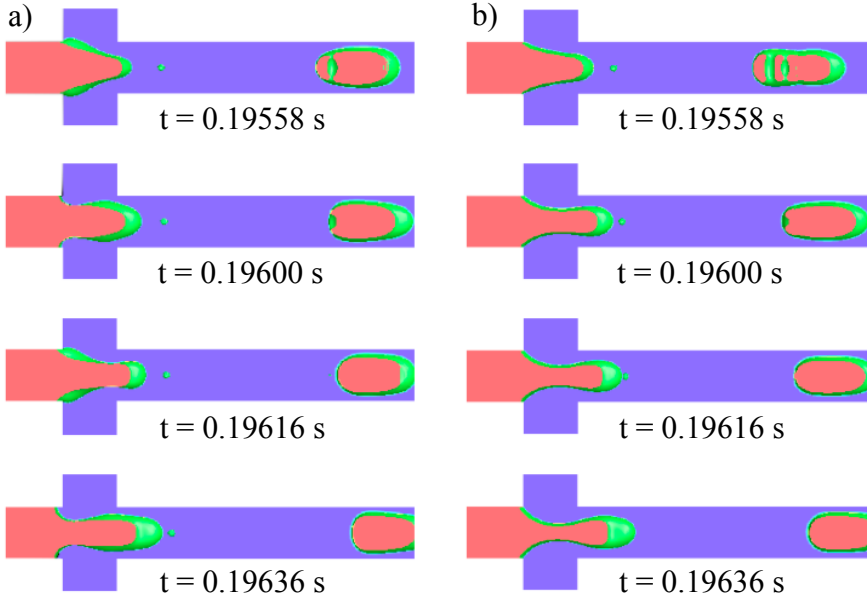 a)
b)
t = 0.19558 s
t = 0.19558 s
t = 0.19600 s
t = 0.19600 s
t = 0.19616 s
t = 0.19616 s
t = 0.19636 s
t = 0.19636 s